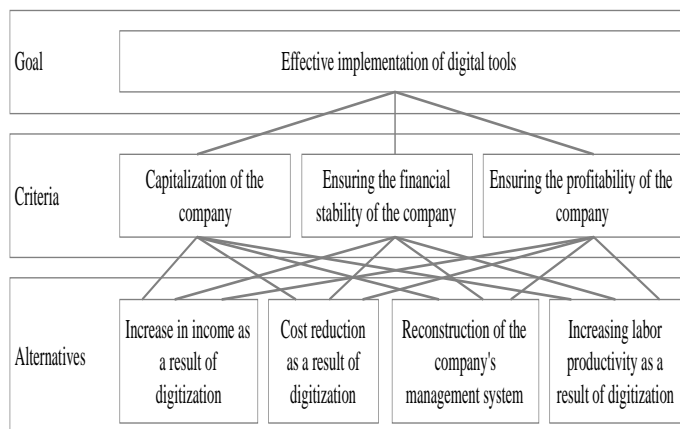 Goal
Effective implementation of digital tools
Criteria
Capitalization of the
company
Ensuring the financial
stability of the company
Ensuring the profitability of the
company
Alternatives
Increase in income as
a result of
digitization
Cost reduction
as a result of
digitization
Reconstruction of the
company's
management system
Increasing labor
productivity as a
result of digitization